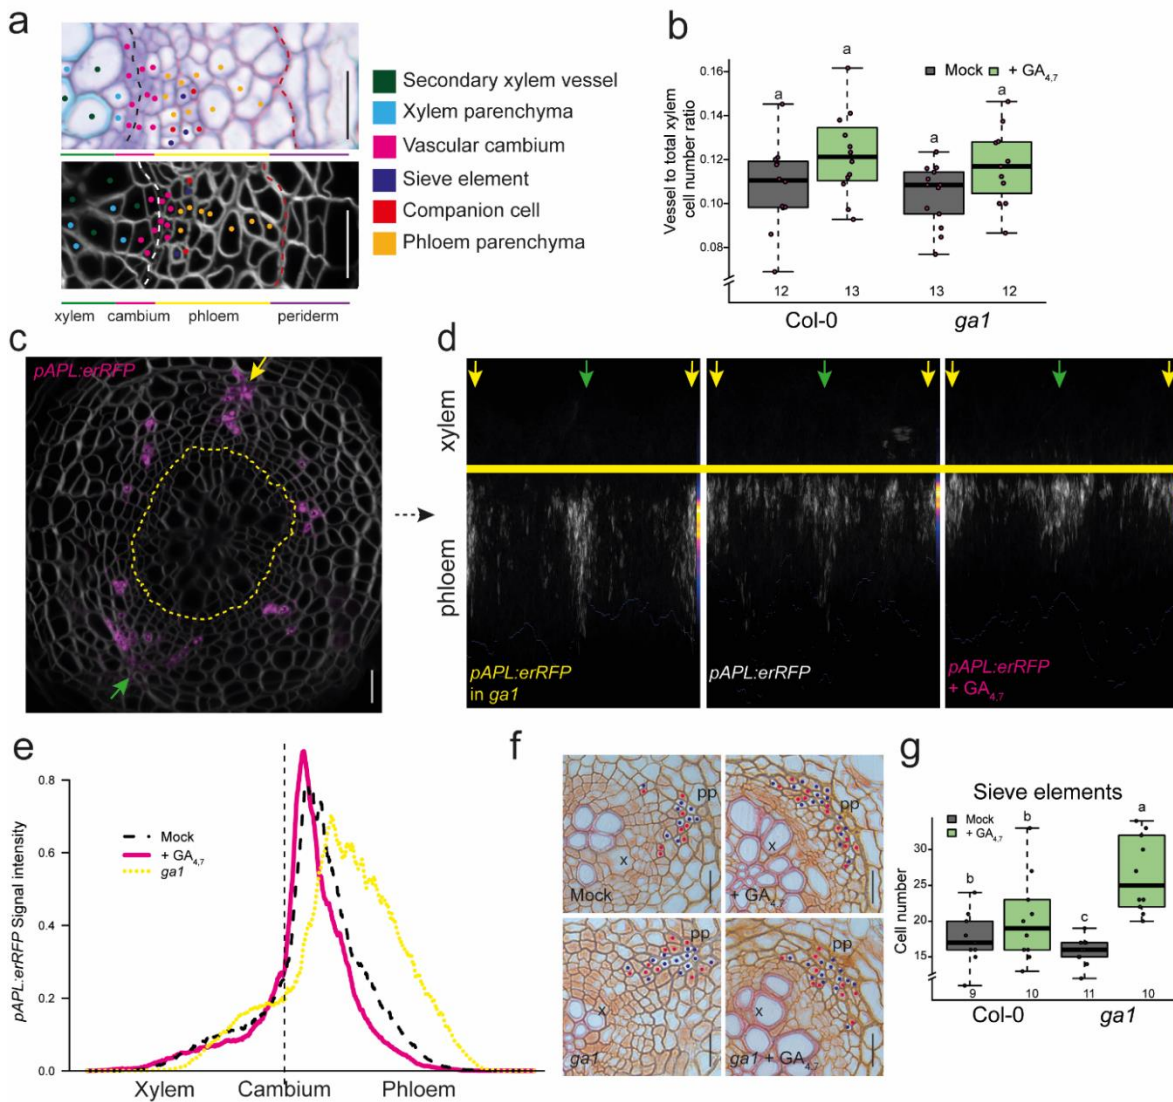 a
Secondary xylem vessel
Xylem parenchyma
Vascular cambium
Sieve element
Companion cell
Phloem parenchyma
xylem cambium phloem periderm
b
Vessel to total xylem
cell number ratio
0.16
0.14
0.12
0.10
0.08
Mock + GA4,7
a
a
a
a
12 13 13 12
Col-0 ga1
c
pAPL:erRFP
d
xylem
phloem
pAPL:erRFP
in ga1
pAPL:erRFP
pAPL:erRFP
+ GA4,7
e
pAPL:erRFP Signal intensity
0.8
0.6
0.4
0.2
0.0
Mock
+ GA4,7
ga1
Xylem Cambium Phloem
f
pp
x
Mock
pp
x
+ GA4,7
pp
x
ga1
pp
x
ga1 + GA4,7
g
Sieve elements
Mock
+ GA4,7
Cell number
30
25
20
15
b
b
c
a
9 10 11 10
Col-0 ga1